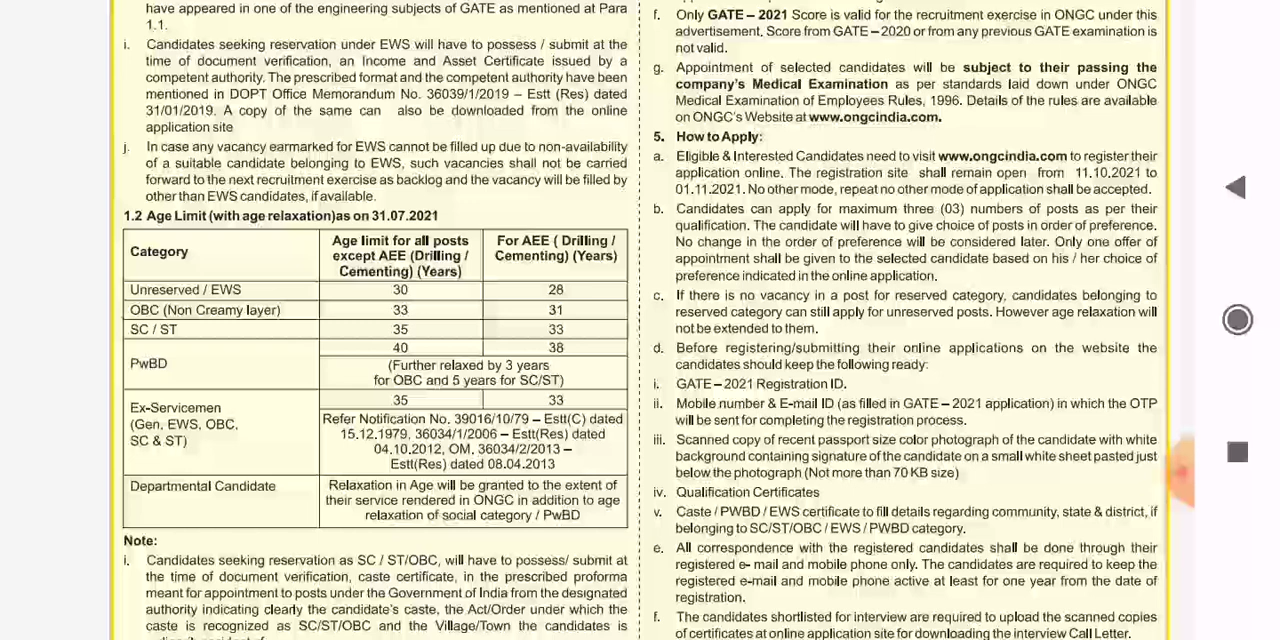 have appeared in one of the engineering subjects of GATE as mentioned at Para
1.1.
i. Candidates seeking reservation under EWS will have to possess / submit at the
time of document verification, an Income and Asset Certificate issued by a
competent authority. The prescribed format and the competent authority have been
mentioned in DOPT Office Memorandum No. 36039/1/2019 – Estt (Res) dated
31/01/2019. A copy of the same can also be downloaded from the online
application site
j. In case any vacancy earmarked for EWS cannot be filled up due to non-availability
of a suitable candidate belonging to EWS, such vacancies shall not be carried
forward to the next recruitment exercise as backlog and the vacancy will be filled by
other than EWS candidates, if available.
1.2 Age Limit (with age relaxation)as on 31.07.2021
Category
Age limit for all posts
except AEE (Drilling /
Cementing) (Years)
For AEE ( Drilling /
Cementing) (Years)
Unreserved / EWS 30 28
OBC (Non Creamy layer) 33 31
SC / ST 35 33
PwBD
40 38
(Further relaxed by 3 years
for OBC and 5 years for SC/ST)
Ex-Servicemen
(Gen, EWS, OBC,
SC & ST)
35 33
Refer Notification No. 39016/10/79 – Estt(C) dated
15.12.1979, 36034/1/2006 – Estt(Res) dated
04.10.2012, OM, 36034/2/2013 –
Estt(Res) dated 08.04.2013
Departmental Candidate
Relaxation in Age will be granted to the extent of
their service rendered in ONGC in addition to age
relaxation of social category / PwBD
Note:
i. Candidates seeking reservation as SC / ST/OBC, will have to possess/ submit at
the time of document verification, caste certificate, in the prescribed proforma
meant for appointment to posts under the Government of India from the designated
authority indicating clearly the candidate's caste, the Act/Order under which the
caste is recognized as SC/ST/OBC and the Village/Town the candidates is
f. Only GATE – 2021 Score is valid for the recruitment exercise in ONGC under this
advertisement. Score from GATE – 2020 or from any previous GATE examination is
not valid.
g. Appointment of selected candidates will be subject to their passing the
company's Medical Examination as per standards laid down under ONGC
Medical Examination of Employees Rules, 1996. Details of the rules are available
on ONGC's Website at www.ongcindia.com.
5. How to Apply:
a. Eligible & Interested Candidates need to visit www.ongcindia.com to register their
application online. The registration site shall remain open from 11.10.2021 to
01.11.2021. No other mode, repeat no other mode of application shall be accepted.
b. Candidates can apply for maximum three (03) numbers of posts as per their
qualification. The candidate will have to give choice of posts in order of preference.
No change in the order of preference will be considered later. Only one offer of
appointment shall be given to the selected candidate based on his / her choice of
preference indicated in the online application.
c. If there is no vacancy in a post for reserved category, candidates belonging to
reserved category can still apply for unreserved posts. However age relaxation will
not be extended to them.
d. Before registering/submitting their online applications on the website the
candidates should keep the following ready:
i. GATE – 2021 Registration ID.
ii. Mobile number & E-mail ID (as filled in GATE – 2021 application) in which the OTP
will be sent for completing the registration process.
iii. Scanned copy of recent passport size color photograph of the candidate with white
background containing signature of the candidate on a small white sheet pasted just
below the photograph (Not more than 70 KB size)
iv. Qualification Certificates
v. Caste / PWBD / EWS certificate to fill details regarding community, state & district, if
belonging to SC/ST/OBC / EWS / PWBD category.
e. All correspondence with the registered candidates shall be done through their
registered e- mail and mobile phone only. The candidates are required to keep the
registered e-mail and mobile phone active at least for one year from the date of
registration.
f. The candidates shortlisted for interview are required to upload the scanned copies
of certificates at online application site for downloading the interview Call Letter.